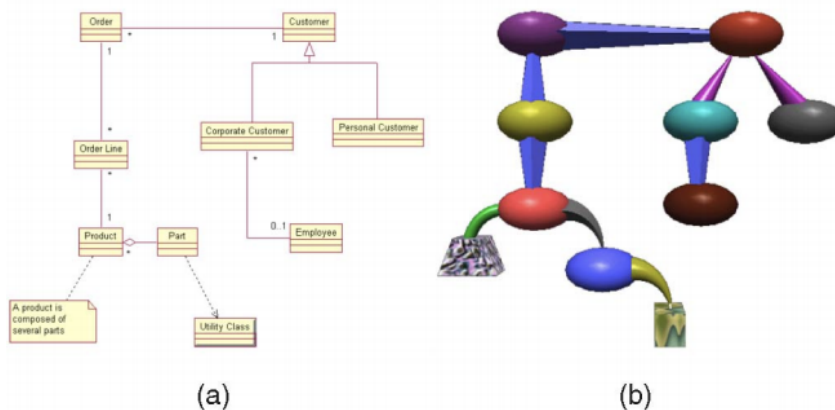 Order
Customer
*
1
1
*
Corporate Customer
Personal Customer
Order Line
*
*
1
0..1
Product
Part
Employee
*
A product is
composed of
several parts
Utility Class
(a)
(b)